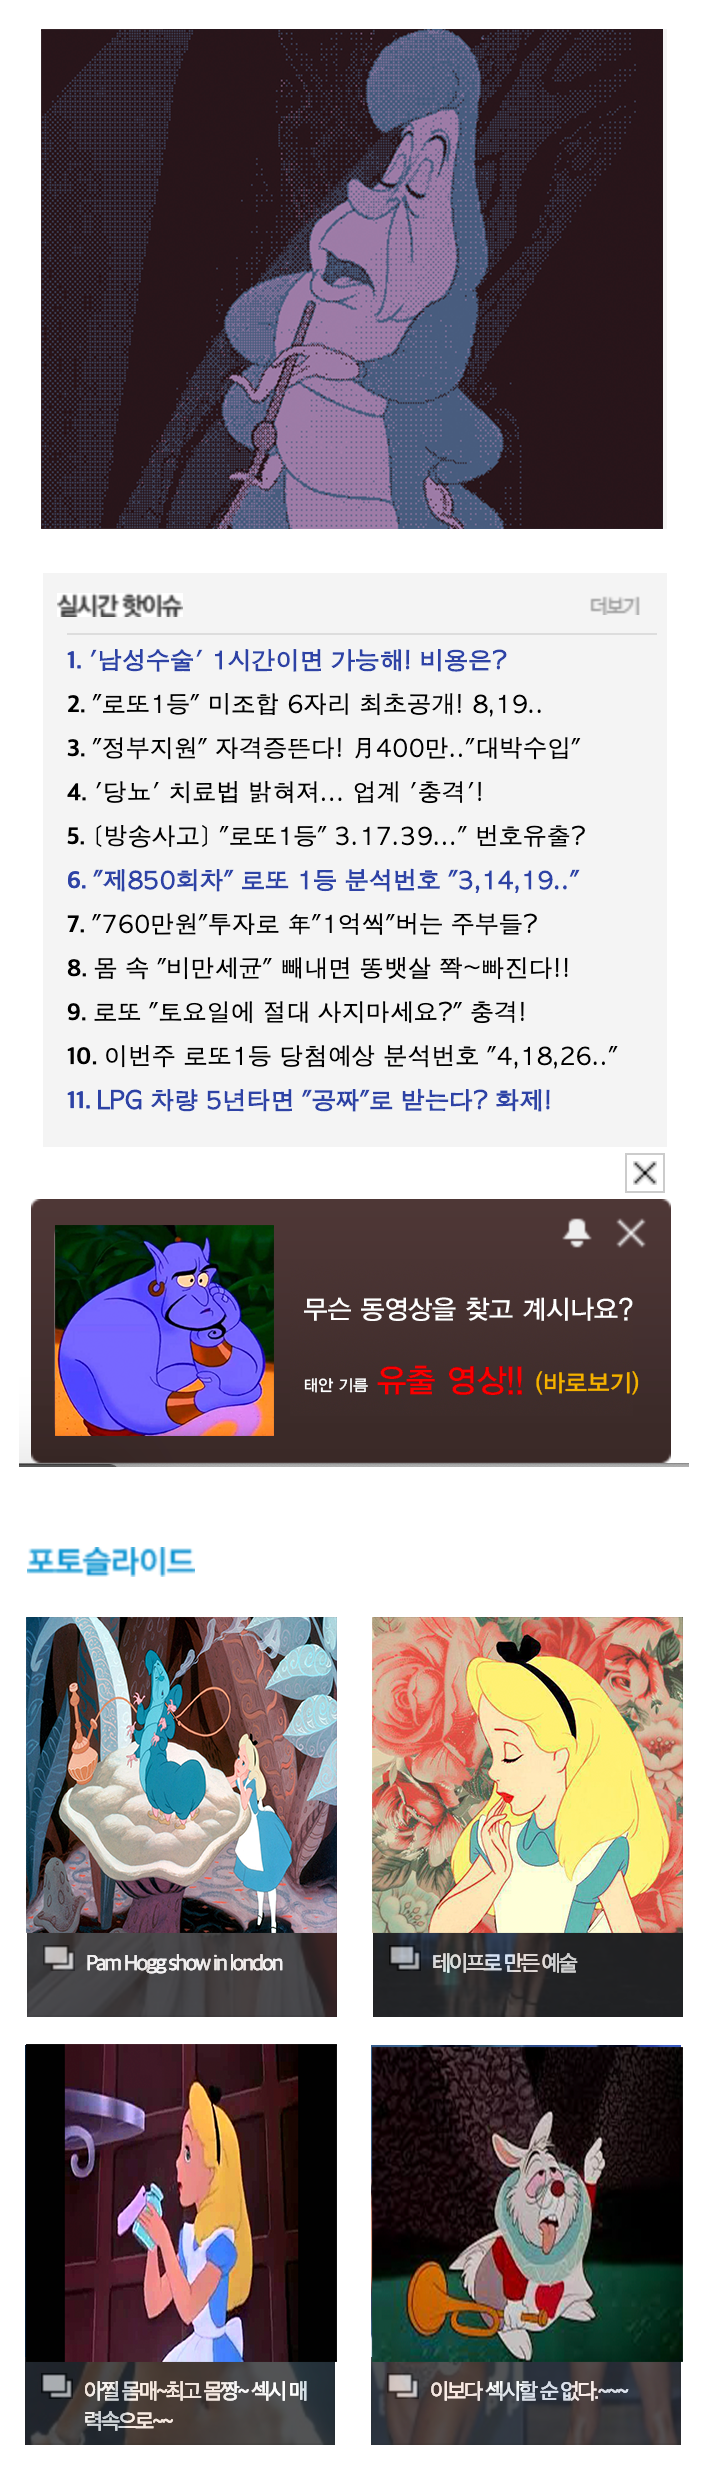 실시간 핫이슈
더보기
1. ′남성수술′ 1시간이면 가능해! 비용은?
2. ″로또1등″ 미조합 6자리 최초공개! 8,19..
3. ″정부지원″ 자격증뜬다! 月400만..″대박수입″
4. ′당뇨′ 치료법 밝혀져... 업계 ′충격′!
5. [방송사고] ″로또1등″ 3.17.39...″ 번호유출?
6. ″제850회차″ 로또 1등 분석번호 ″3,14,19..″
7. ″760만원″투자로 年″1억씩″버는 주부들?
8. 몸 속 ″비만세균″ 빼내면 똥뱃살 쫙~빠진다!!
9. 로또 ″토요일에 절대 사지마세요?″ 충격!
10. 이번주 로또1등 당첨예상 분석번호 ″4,18,26..″
11. LPG 차량 5년타면 ″공짜″로 받는다? 화제!
무슨 동영상을 찾고 계시나요?
태안 기름 유출 영상!! (바로보기)
포토슬라이드
Pam Hogg show in london
테이프로 만든 예술
아찔 몸매~최고 몸짱~ 섹시 매
력속으로~~
이보다 섹시할 순 없다.~~~